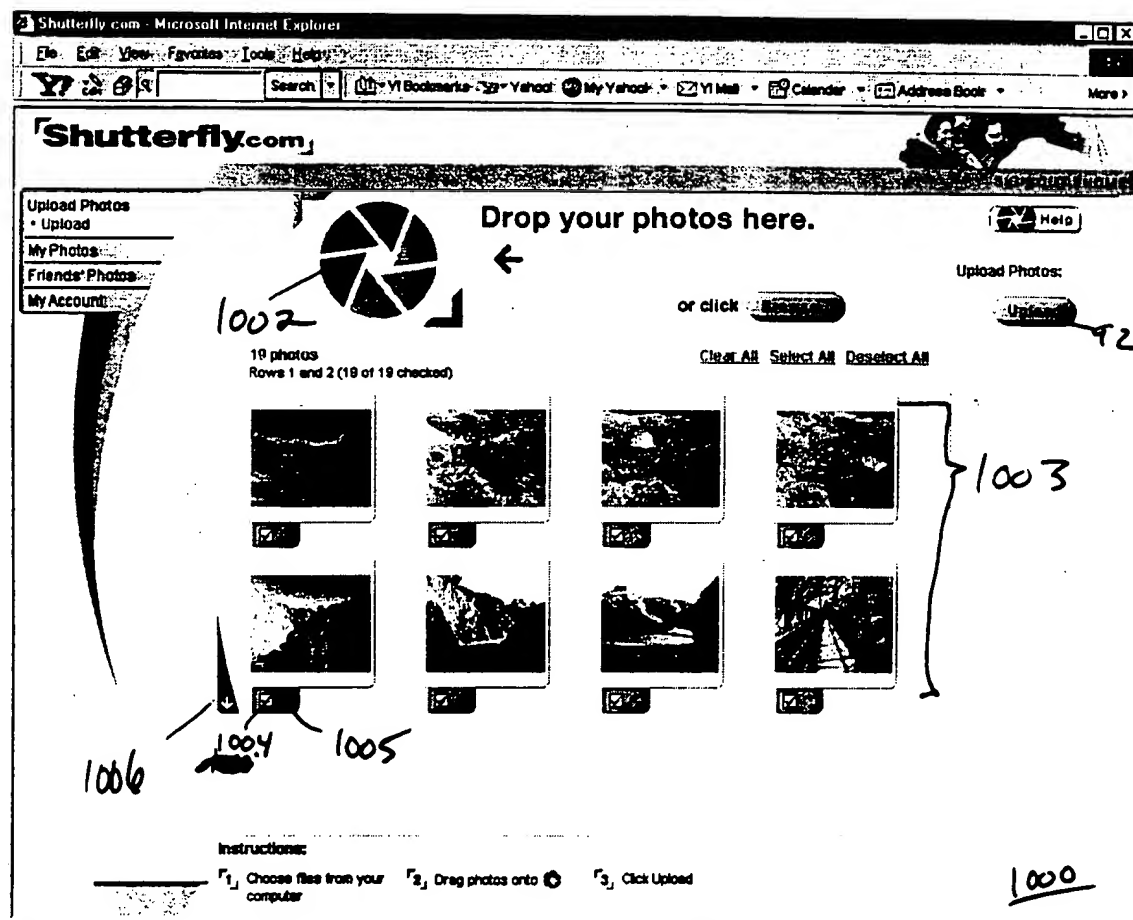 Shutterfly.com - Microsoft Internet Explorer
File Edit View Favorites Tools Help
Y? Search Y! Bookmarks Yahoo! My Yahoo! Y! Mail Calendar Address Book More >
Shutterfly.com
Upload Photos
• Upload
My Photos
Friends' Photos
My Account
Drop your photos here.
Help
Upload Photos:
or click
Upload
1002
92
19 photos
Rows 1 and 2 (19 of 19 checked)
Clear All Select All Deselect All
1003
1004
1005
1006
Instructions:
1 Choose files from your computer
2 Drag photos onto
3 Click Upload
1000